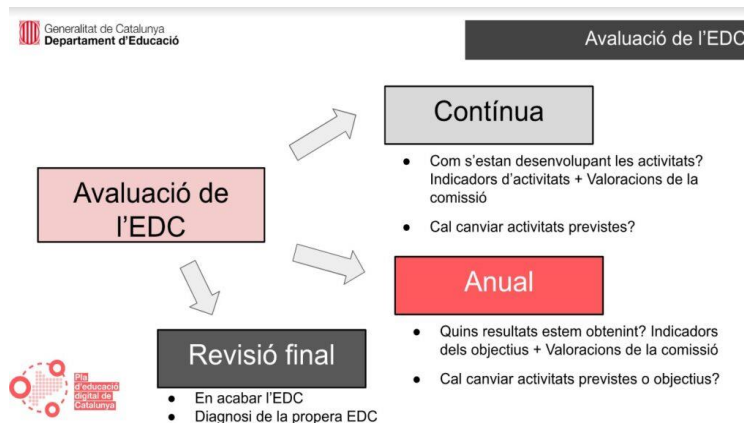 Generalitat de Catalunya
Departament d'Educació
Avaluació de l'EDC
Avaluació de
l'EDC
Contínua
● Com s'estan desenvolupant les activitats?
Indicadors d'activitats + Valoracions de la
comissió
● Cal canviar activitats previstes?
Anual
● Quins resultats estem obtenint? Indicadors
dels objectius + Valoracions de la comissió
● Cal canviar activitats previstes o objectius?
Revisió final
● En acabar l'EDC
● Diagnosi de la propera EDC
Pla
d'educació
digital de
Catalunya